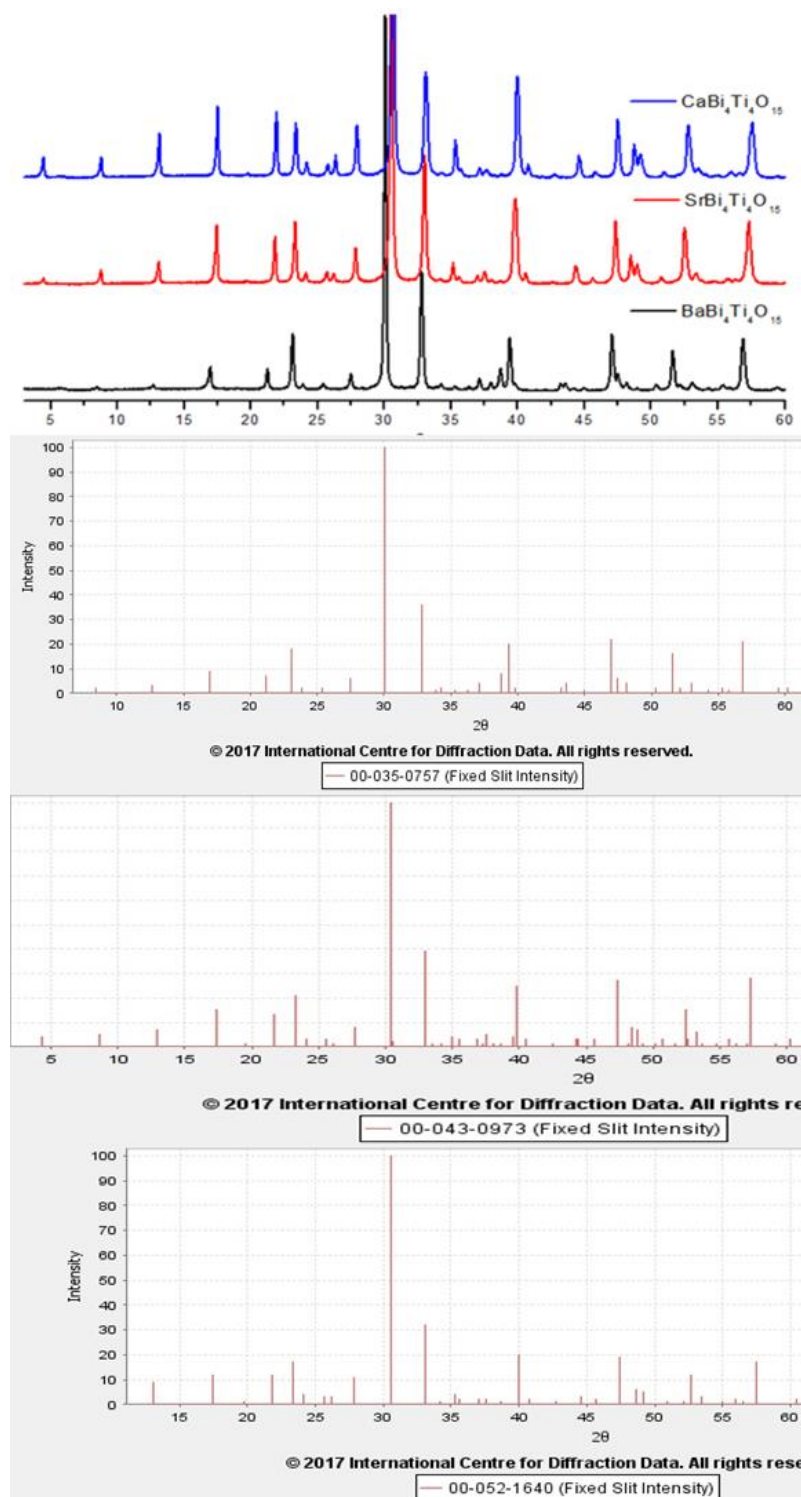 CaBi₄Ti₄O₁₅
SrBi₄Ti₄O₁₅
BaBi₄Ti₄O₁₅
5 10 15 20 25 30 35 40 45 50 55 60
100
90
80
70
60
50
40
30
20
10
0
Intensity
10 15 20 25 30 35 40 45 50 55 60
2θ
© 2017 International Centre for Diffraction Data. All rights reserved.
00-035-0757 (Fixed Slit Intensity)
5 10 15 20 25 30 35 40 45 50 55 60
2θ
© 2017 International Centre for Diffraction Data. All rights re
00-043-0973 (Fixed Slit Intensity)
100
90
80
70
60
50
40
30
20
10
0
Intensity
15 20 25 30 35 40 45 50 55 60
2θ
© 2017 International Centre for Diffraction Data. All rights rese
00-052-1640 (Fixed Slit Intensity)